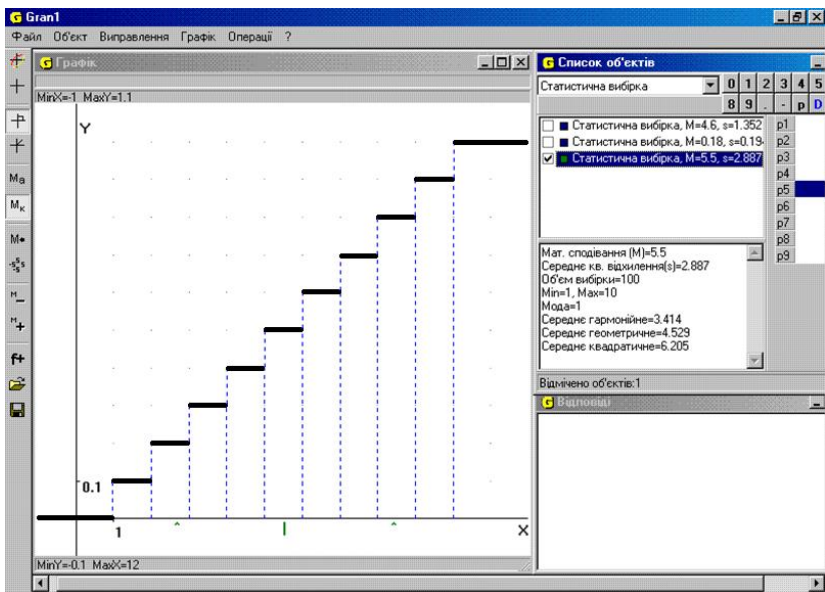 Gran1
Файл Об'єкт Виправлення Графік Операції ?
Графік
MinX=-1 MaxY=1.1
Y
0.1
1
X
MinY=-0.1 MaxX=12
Ma
Mк
M•
-s s s s
M_
M+
f+
Список об'єктів
Статистична вибірка
0 1 2 3 4 5
8 9 . - p D
Статистична вибірка, M=4.6, s=1.352
Статистична вибірка, M=0.18, s=0.19
Статистична вибірка, M=5.5, s=2.887
p1
p2
p3
p4
p5
p6
p7
p8
p9
Мат. сподівання (M)=5.5
Середнє кв. відхилення(s)=2.887
Об'єм вибірки=100
Min=1, Max=10
Мода=1
Середнє гармонійне=3.414
Середнє геометричне=4.529
Середнє квадратичне=6.205
Відмічено об'єктів:1
Відповіді